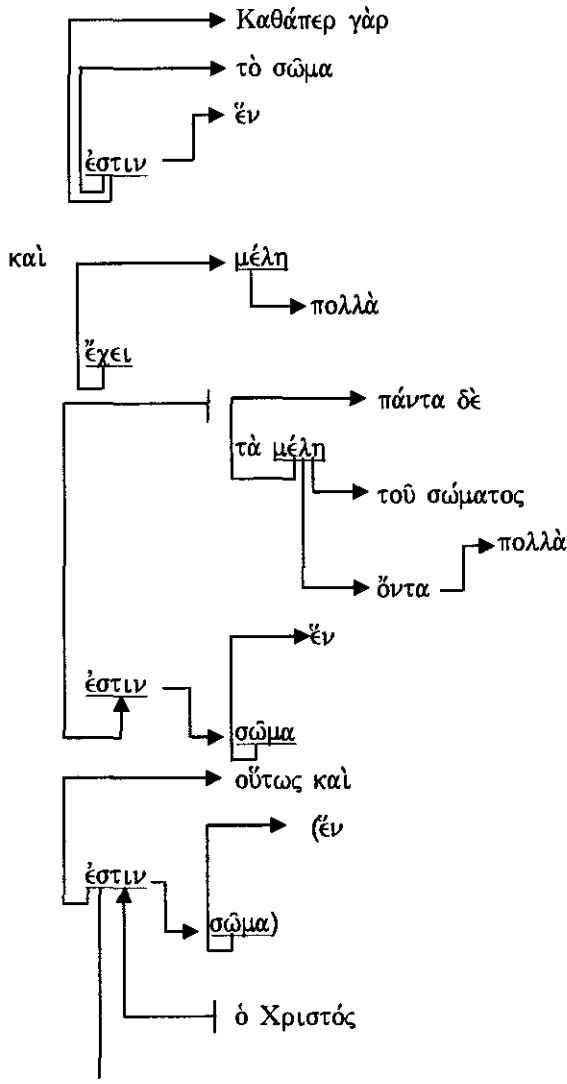 Καθάπερ γὰρ
τὸ σῶμα
ἕν
ἐστιν
καὶ
μέλη
πολλὰ
ἔχει
πάντα δὲ
τὰ μέλη
τοῦ σώματος
πολλὰ
ὄντα
ἕν
ἐστιν
σῶμα
οὕτως καὶ
(ἕν
ἐστιν
σῶμα)
ὁ Χριστός